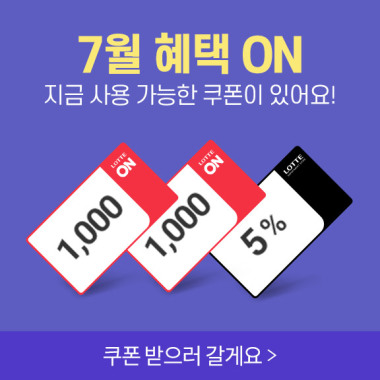 7월 혜택 ON
지금 사용 가능한 쿠폰이 있어요!
LOTTE
ON
1,000
LOTTE
ON
1,000
LOTTE
5%
쿠폰 받으러 갈게요 >